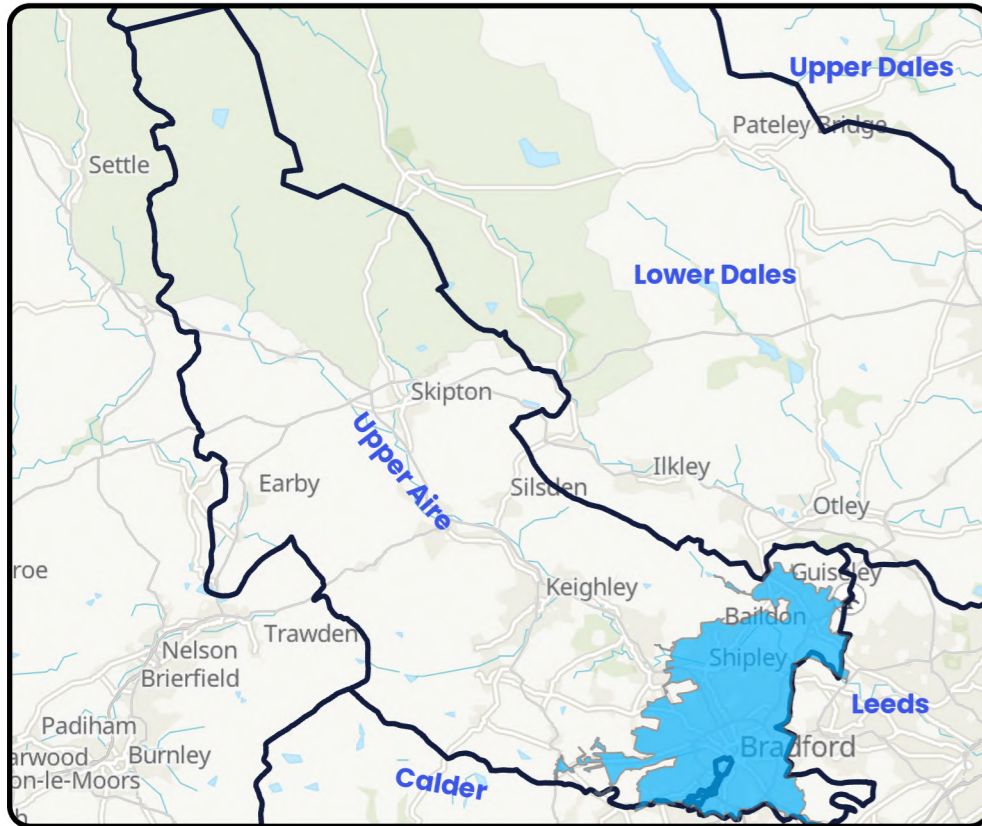 Upper Dales
Pateley Bridge
Settle
Lower Dales
Skipton
Upper Aire
Ilkley
Earby
Silsden
Otley
roe
Guiseley
Keighley
Baildon
Trawden
Nelson
Shipley
Brierfield
Leeds
Padiham
Bradford
arwood
Burnley
on-le-Moors
Calder
h